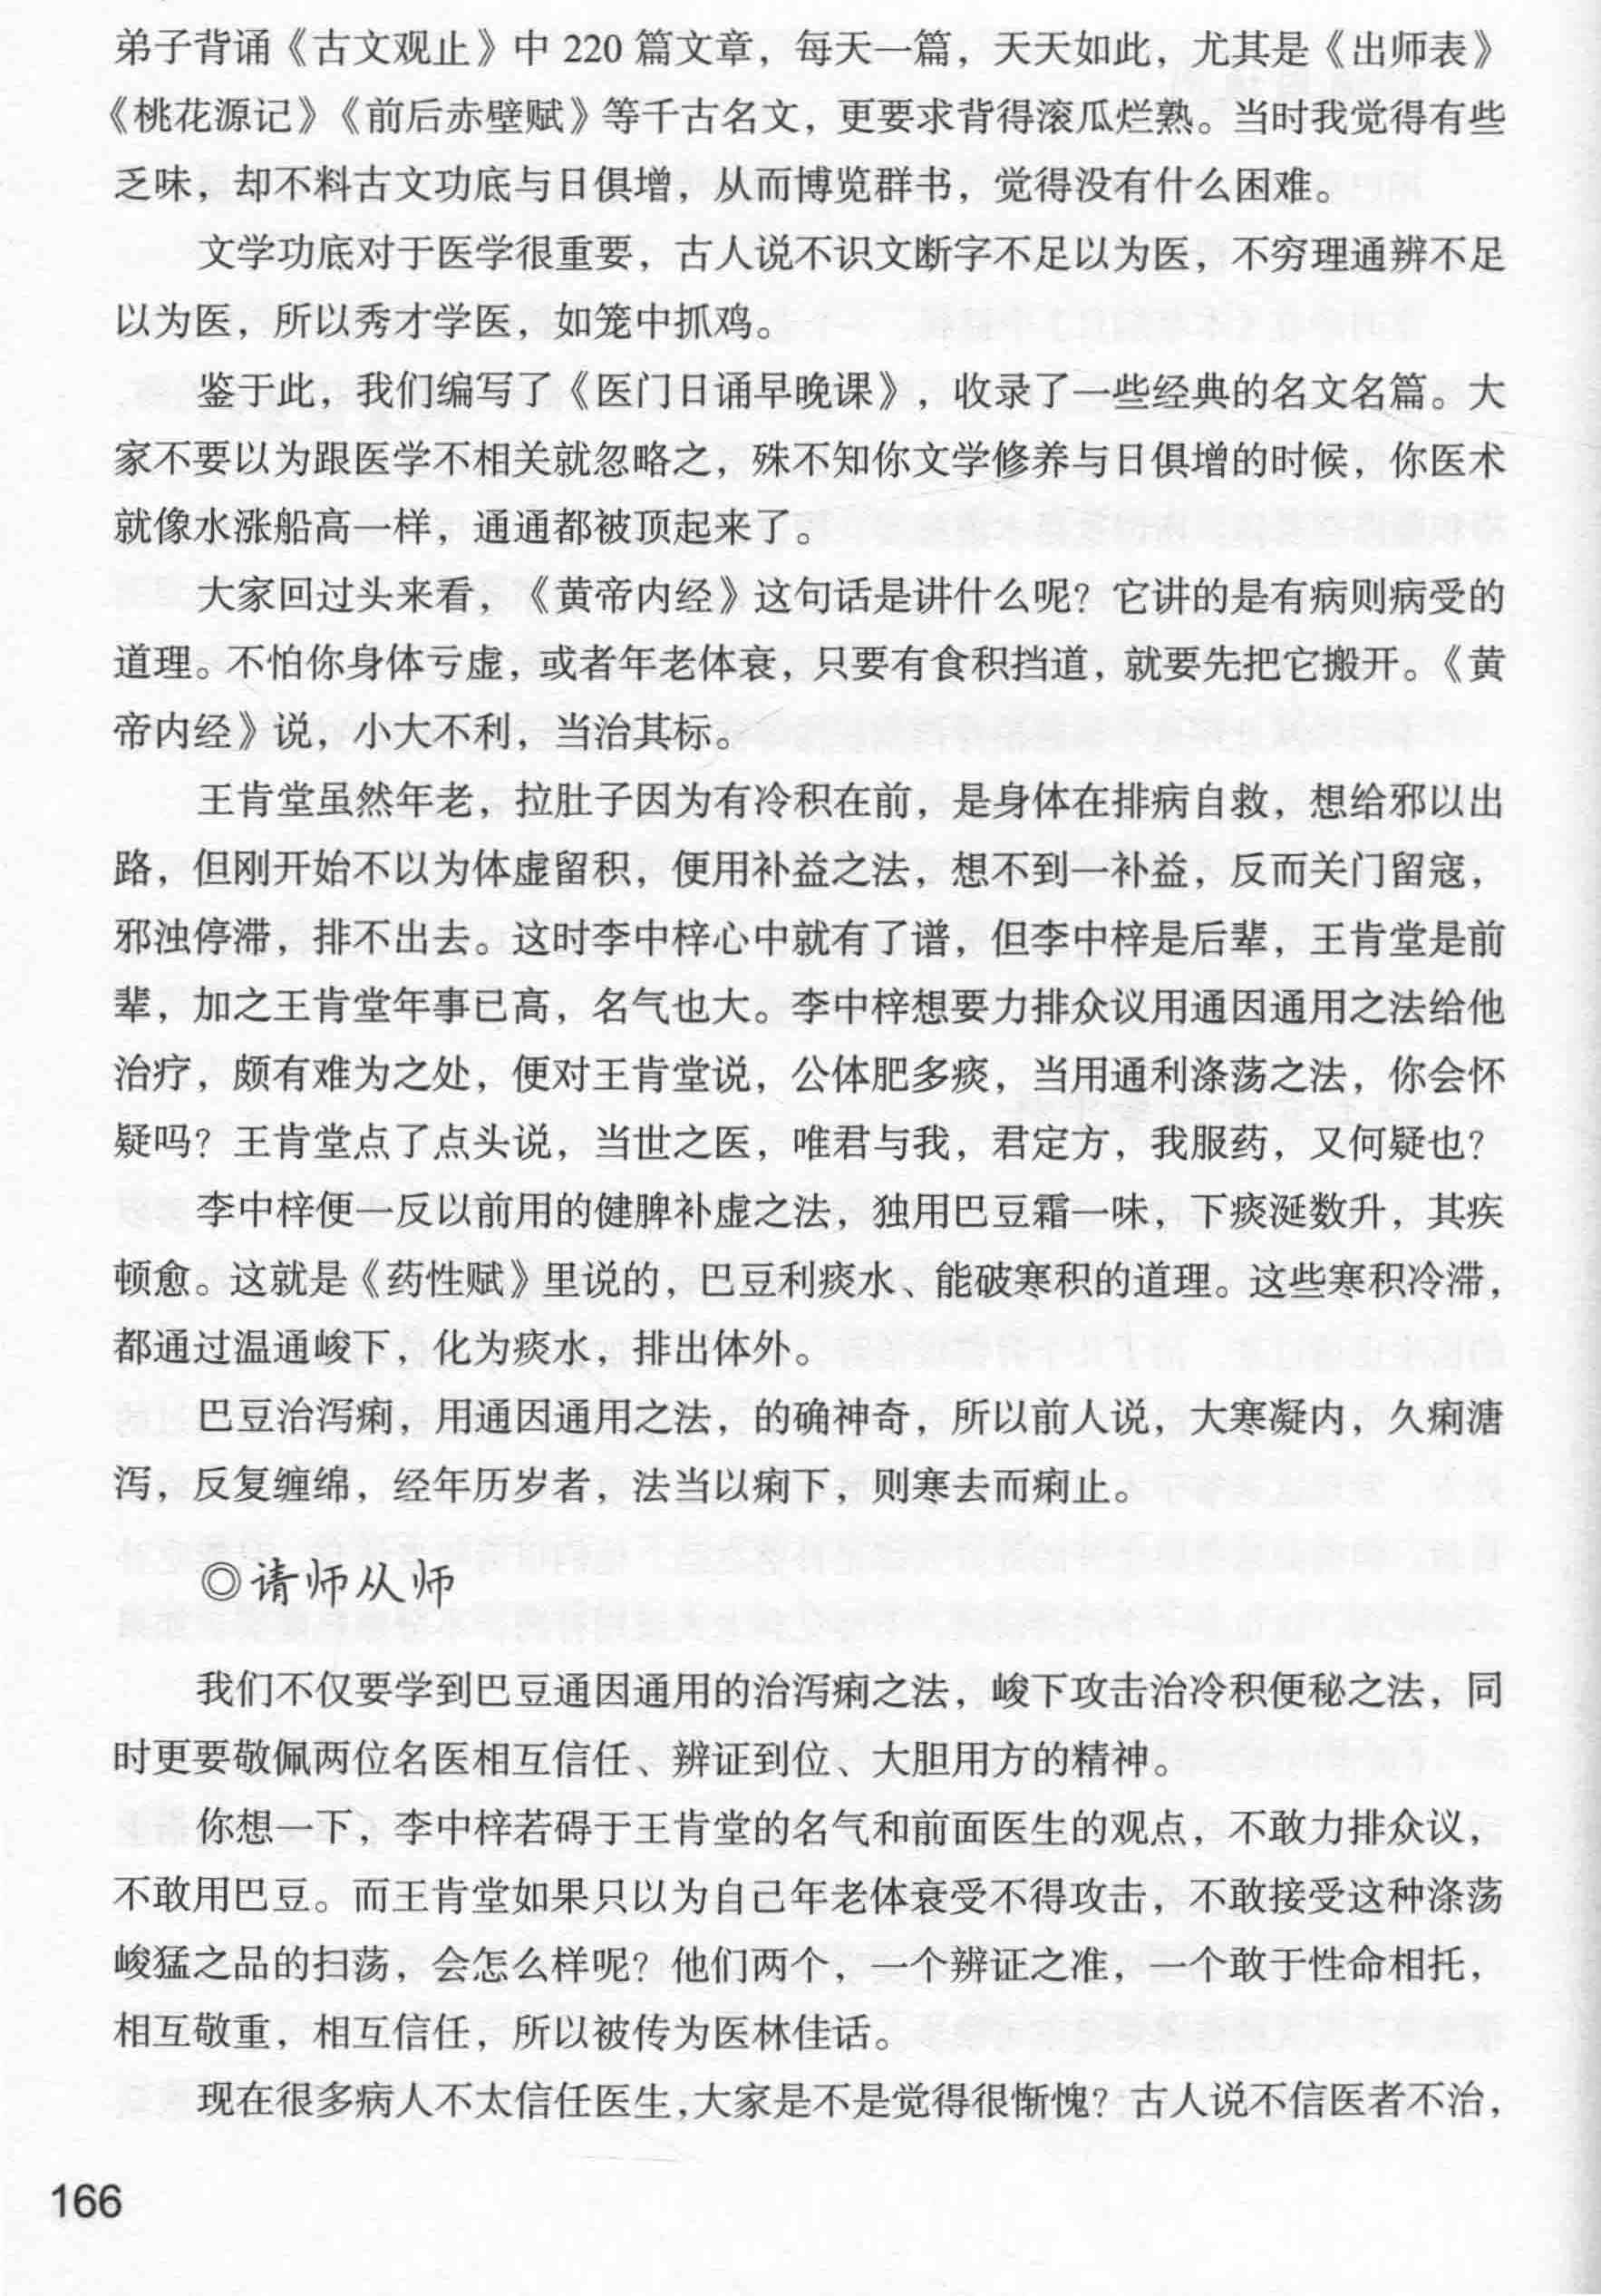 弟子背诵《古文观止》中 220 篇文章，每天一篇，天天如此，尤其是《出师表》
《桃花源记》《前后赤壁赋》等千古名文，更要求背得滚瓜烂熟。当时我觉得有些
乏味，却不料古文功底与日俱增，从而博览群书，觉得没有什么困难。
文学功底对于医学很重要，古人说不识文断字不足以为医，不穷理通辨不足
以为医，所以秀才学医，如笼中抓鸡。
鉴于此，我们编写了《医门日诵早晚课》，收录了一些经典的名文名篇。大
家不要以为跟医学不相关就忽略之，殊不知你文学修养与日俱增的时候，你医术
就像水涨船高一样，通通都被顶起来了。
大家回过头来看，《黄帝内经》这句话是讲什么呢？它讲的是有病则病受的
道理。不怕你身体亏虚，或者年老体衰，只要有食积挡道，就要先把它搬开。《黄
帝内经》说，小大不利，当治其标。
王肯堂虽然年老，拉肚子因为有冷积在前，是身体在排病自救，想给邪以出
路，但刚开始不以为体虚留积，便用补益之法，想不到一补益，反而关门留寇，
邪浊停滞，排不出去。这时李中梓心中就有了谱，但李中梓是后辈，王肯堂是前
辈，加之王肯堂年事已高，名气也大。李中梓想要力排众议用通因通用之法给他
治疗，颇有难为之处，便对王肯堂说，公体肥多痰，当用通利涤荡之法，你会怀
疑吗？王肯堂点了点头说，当世之医，唯君与我，君定方，我服药，又何疑也？
李中梓便一反以前用的健脾补虚之法，独用巴豆霜一味，下痰涎数升，其疾
顿愈。这就是《药性赋》里说的，巴豆利痰水、能破寒积的道理。这些寒积冷滞，
都通过温通峻下，化为痰水，排出体外。
巴豆治泻痢，用通因通用之法，的确神奇，所以前人说，大寒凝内，久痢溏
泻，反复缠绵，经年历岁者，法当以痢下，则寒去而痢止。
◎请师从师
我们不仅要学到巴豆通因通用的治泻痢之法，峻下攻击治冷积便秘之法，同
时更要敬佩两位名医相互信任、辨证到位、大胆用方的精神。
你想一下，李中梓若碍于王肯堂的名气和前面医生的观点，不敢力排众议，
不敢用巴豆。而王肯堂如果只以为自己年老体衰受不得攻击，不敢接受这种涤荡
峻猛之品的扫荡，会怎么样呢？他们两个，一个辨证之准，一个敢于性命相托，
相互敬重，相互信任，所以被传为医林佳话。
现在很多病人不太信任医生，大家是不是觉得很惭愧？古人说不信医者不治，
166